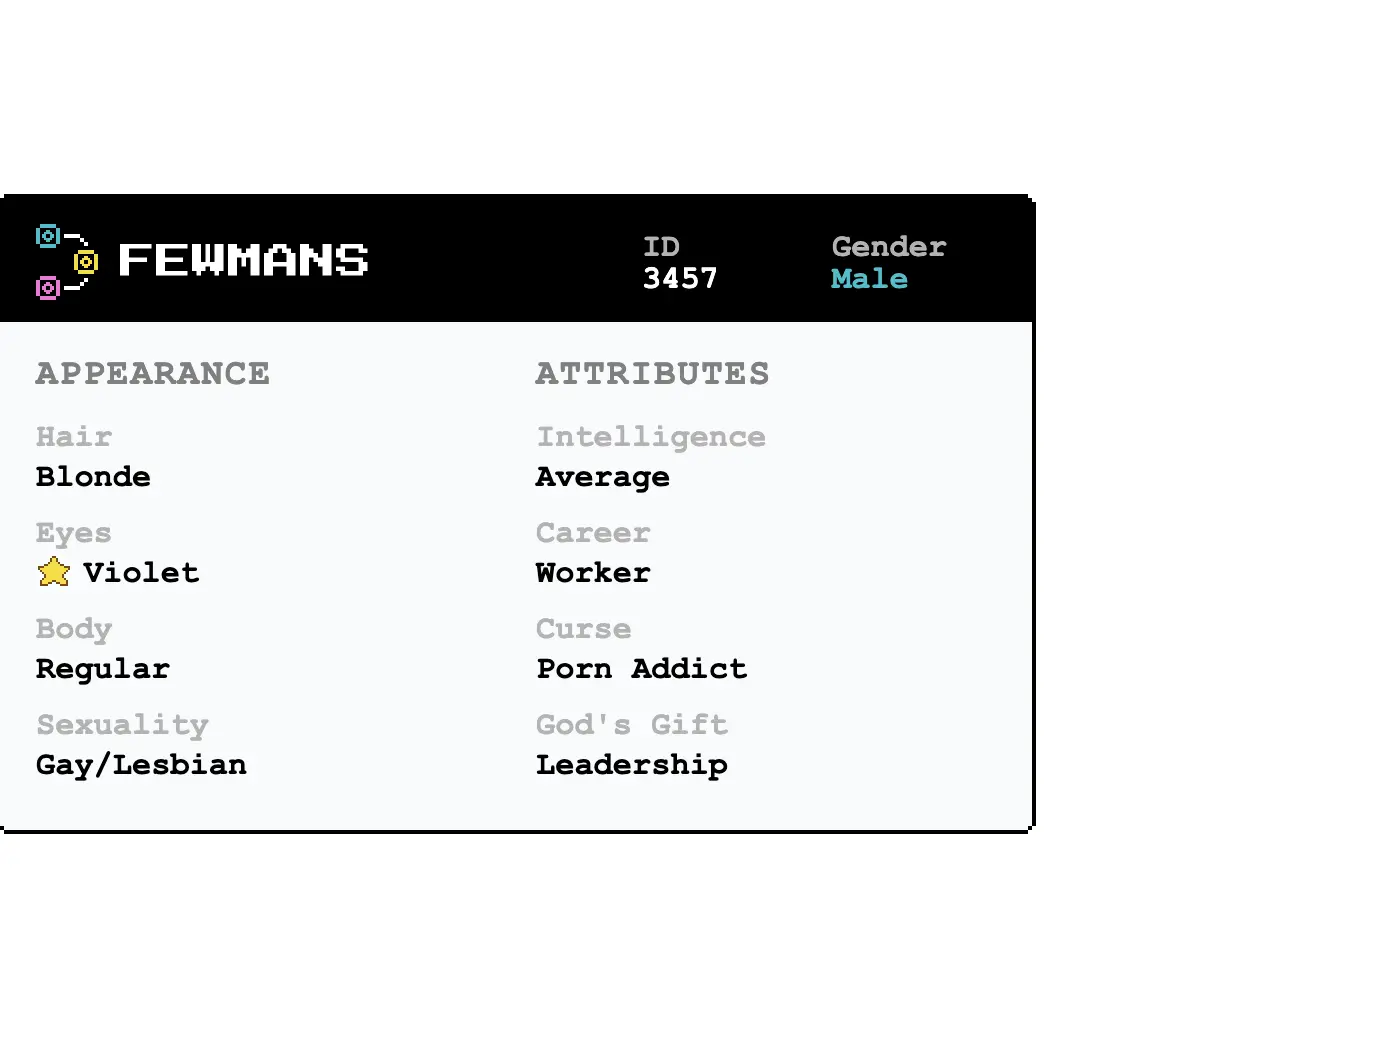 FEWMANS
ID
3457
Gender
Male
APPEARANCE
Hair
Blonde
Eyes
Violet
Body
Regular
Sexuality
Gay/Lesbian
ATTRIBUTES
Intelligence
Average
Career
Worker
Curse
Porn Addict
God's Gift
Leadership